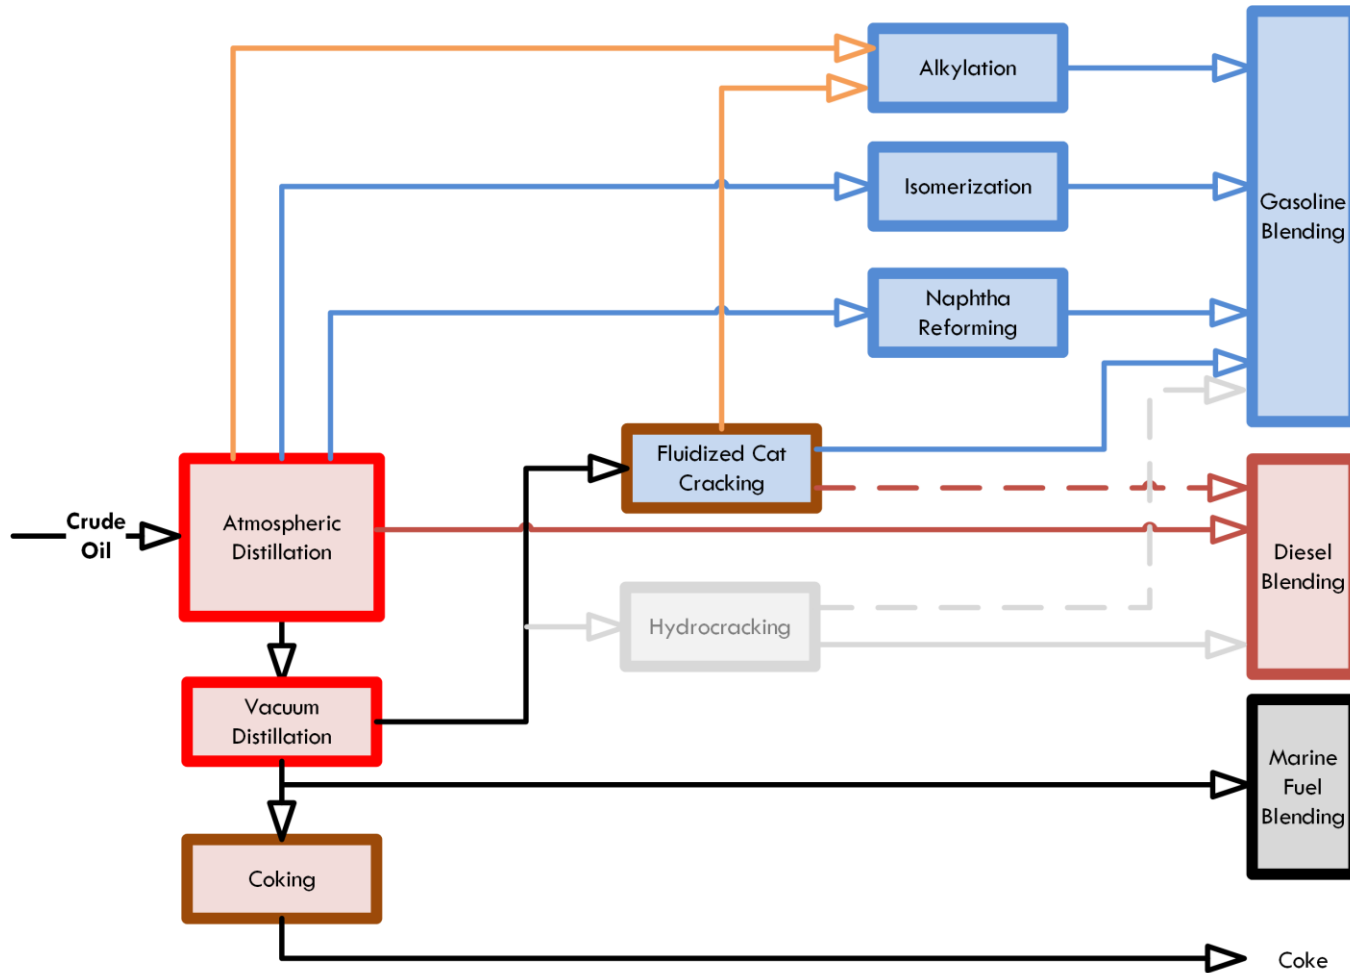 Alkylation
Isomerization
Gasoline
Blending
Naphtha
Reforming
Fluidized Cat
Cracking
Crude
Oil
Atmospheric
Distillation
Diesel
Blending
Hydrocracking
Vacuum
Distillation
Marine
Fuel
Blending
Coking
Coke